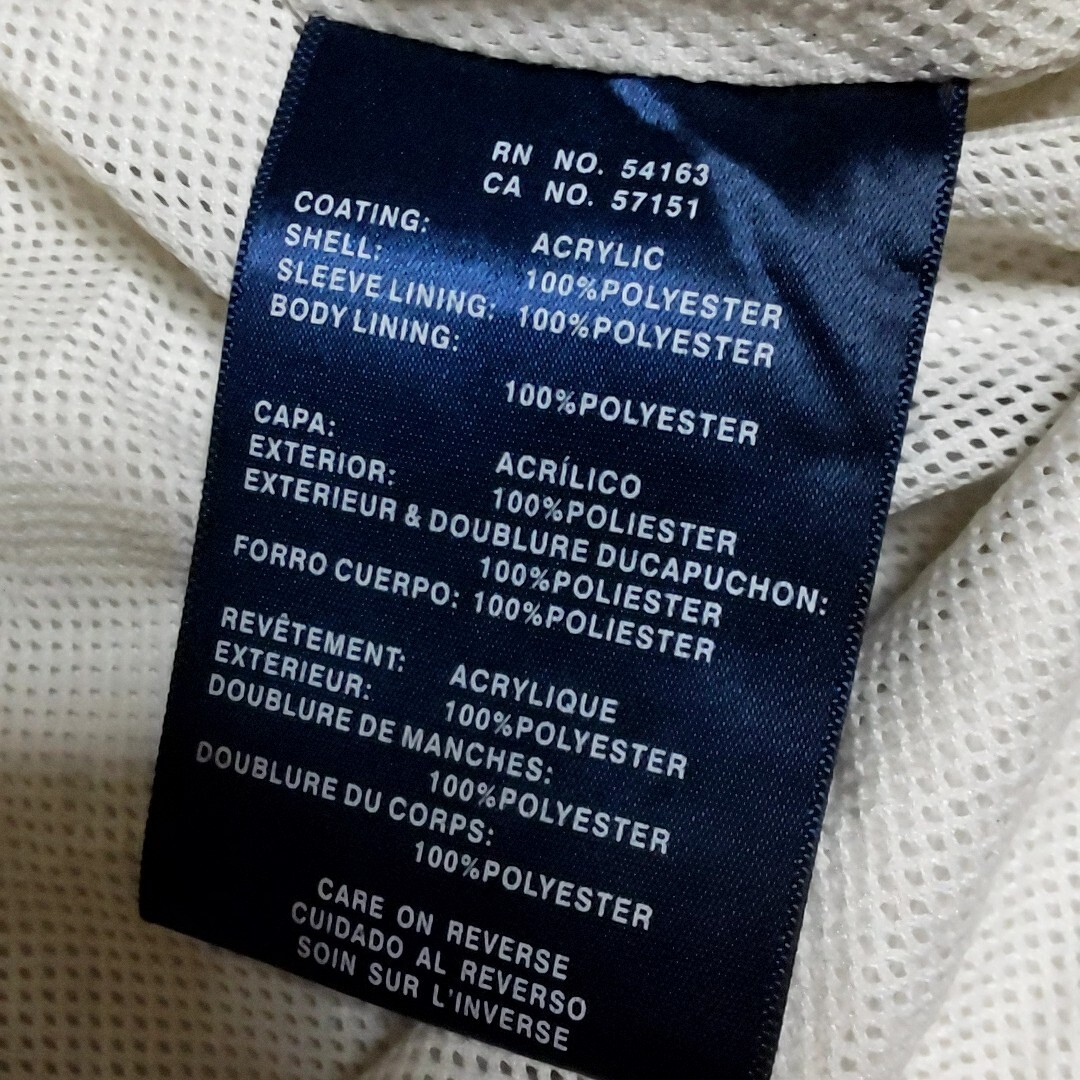 RN NO. 54163
CA NO. 57151
COATING: ACRYLIC
SHELL: 100%POLYESTER
SLEEVE LINING: 100%POLYESTER
BODY LINING:
100%POLYESTER
CAPA: ACRÍLICO
EXTERIOR: 100%POLIESTER
EXTERIEUR & DOUBLURE DUCAPUCHON:
100%POLIESTER
FORRO CUERPO: 100%POLIESTER
REVÊTEMENT: ACRYLIQUE
EXTERIEUR: 100%POLYESTER
DOUBLURE DE MANCHES:
100%POLYESTER
DOUBLURE DU CORPS:
100%POLYESTER
CARE ON REVERSE
CUIDADO AL REVERSO
SOIN SUR L'INVERSE